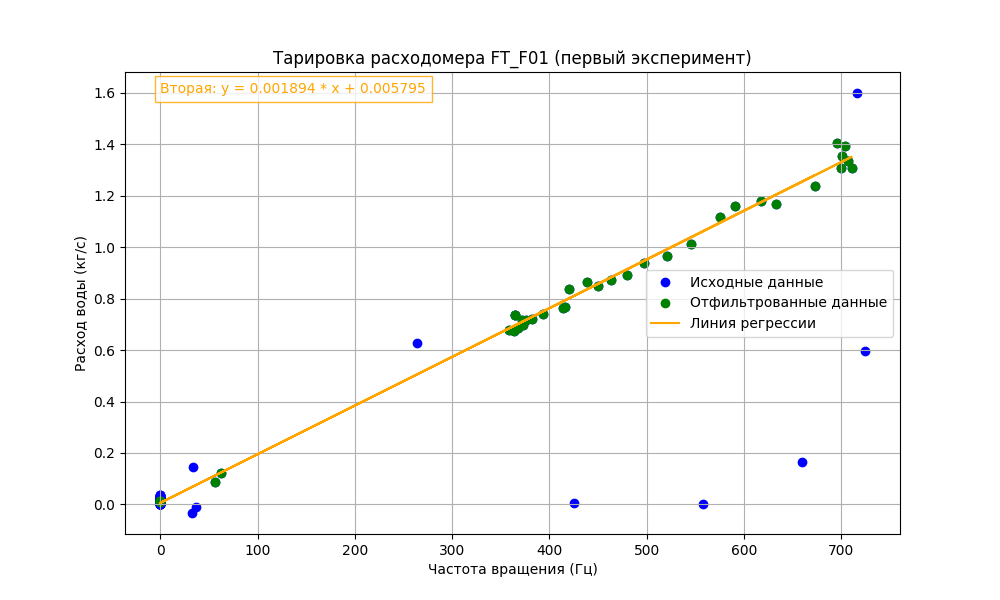 Тарировка расходомера FT_F01 (первый эксперимент)
Вторая: y = 0.001894 * x + 0.005795
1.6
1.4
1.2
1.0
0.8
0.6
0.4
0.2
0.0
Расход воды (кг/с)
Исходные данные
Отфильтрованные данные
Линия регрессии
0 100 200 300 400 500 600 700
Частота вращения (Гц)